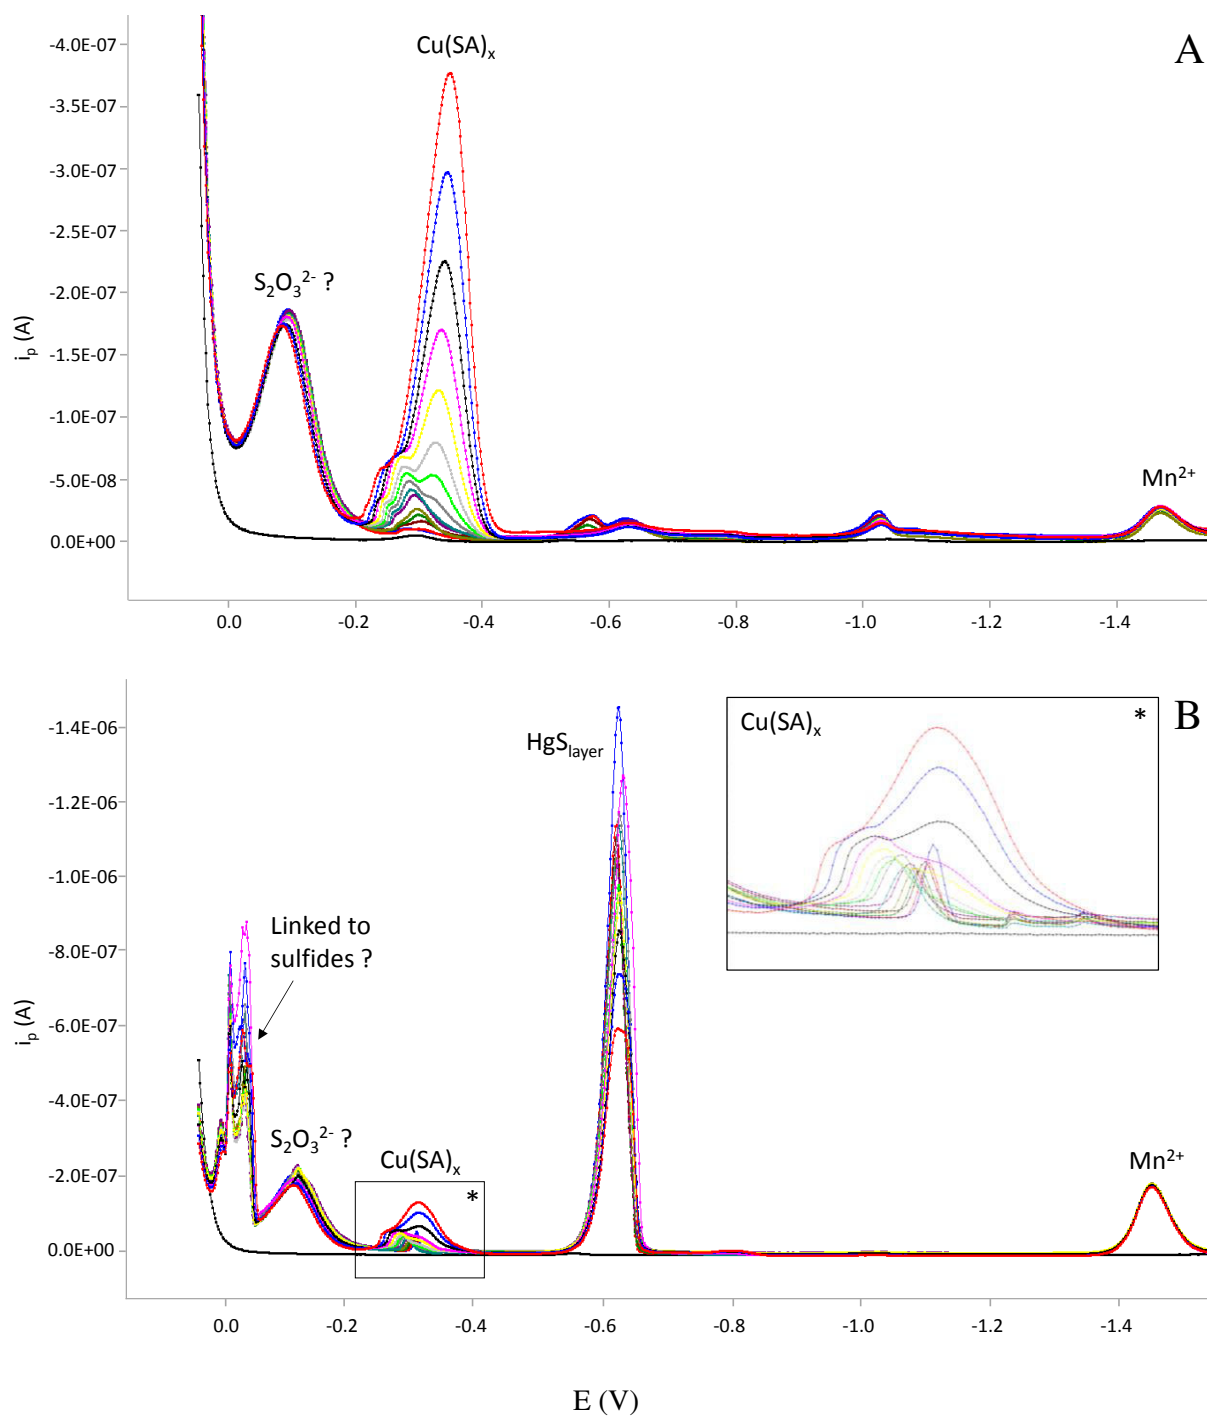 A
-4.0E-07
Cu(SA)ₓ
-3.5E-07
-3.0E-07
-2.5E-07
S₂O₃²⁻ ?
-2.0E-07
iₚ (A)
-1.5E-07
-1.0E-07
Mn²⁺
-5.0E-08
0.0E+00
0.0 -0.2 -0.4 -0.6 -0.8 -1.0 -1.2 -1.4
B
Cu(SA)ₓ *
-1.4E-06
HgSlayer
-1.2E-06
-1.0E-06
Linked to
sulfides ?
-8.0E-07
iₚ (A)
-6.0E-07
-4.0E-07
S₂O₃²⁻ ?
Cu(SA)ₓ
Mn²⁺
-2.0E-07
*
0.0E+00
0.0 -0.2 -0.4 -0.6 -0.8 -1.0 -1.2 -1.4
E (V)